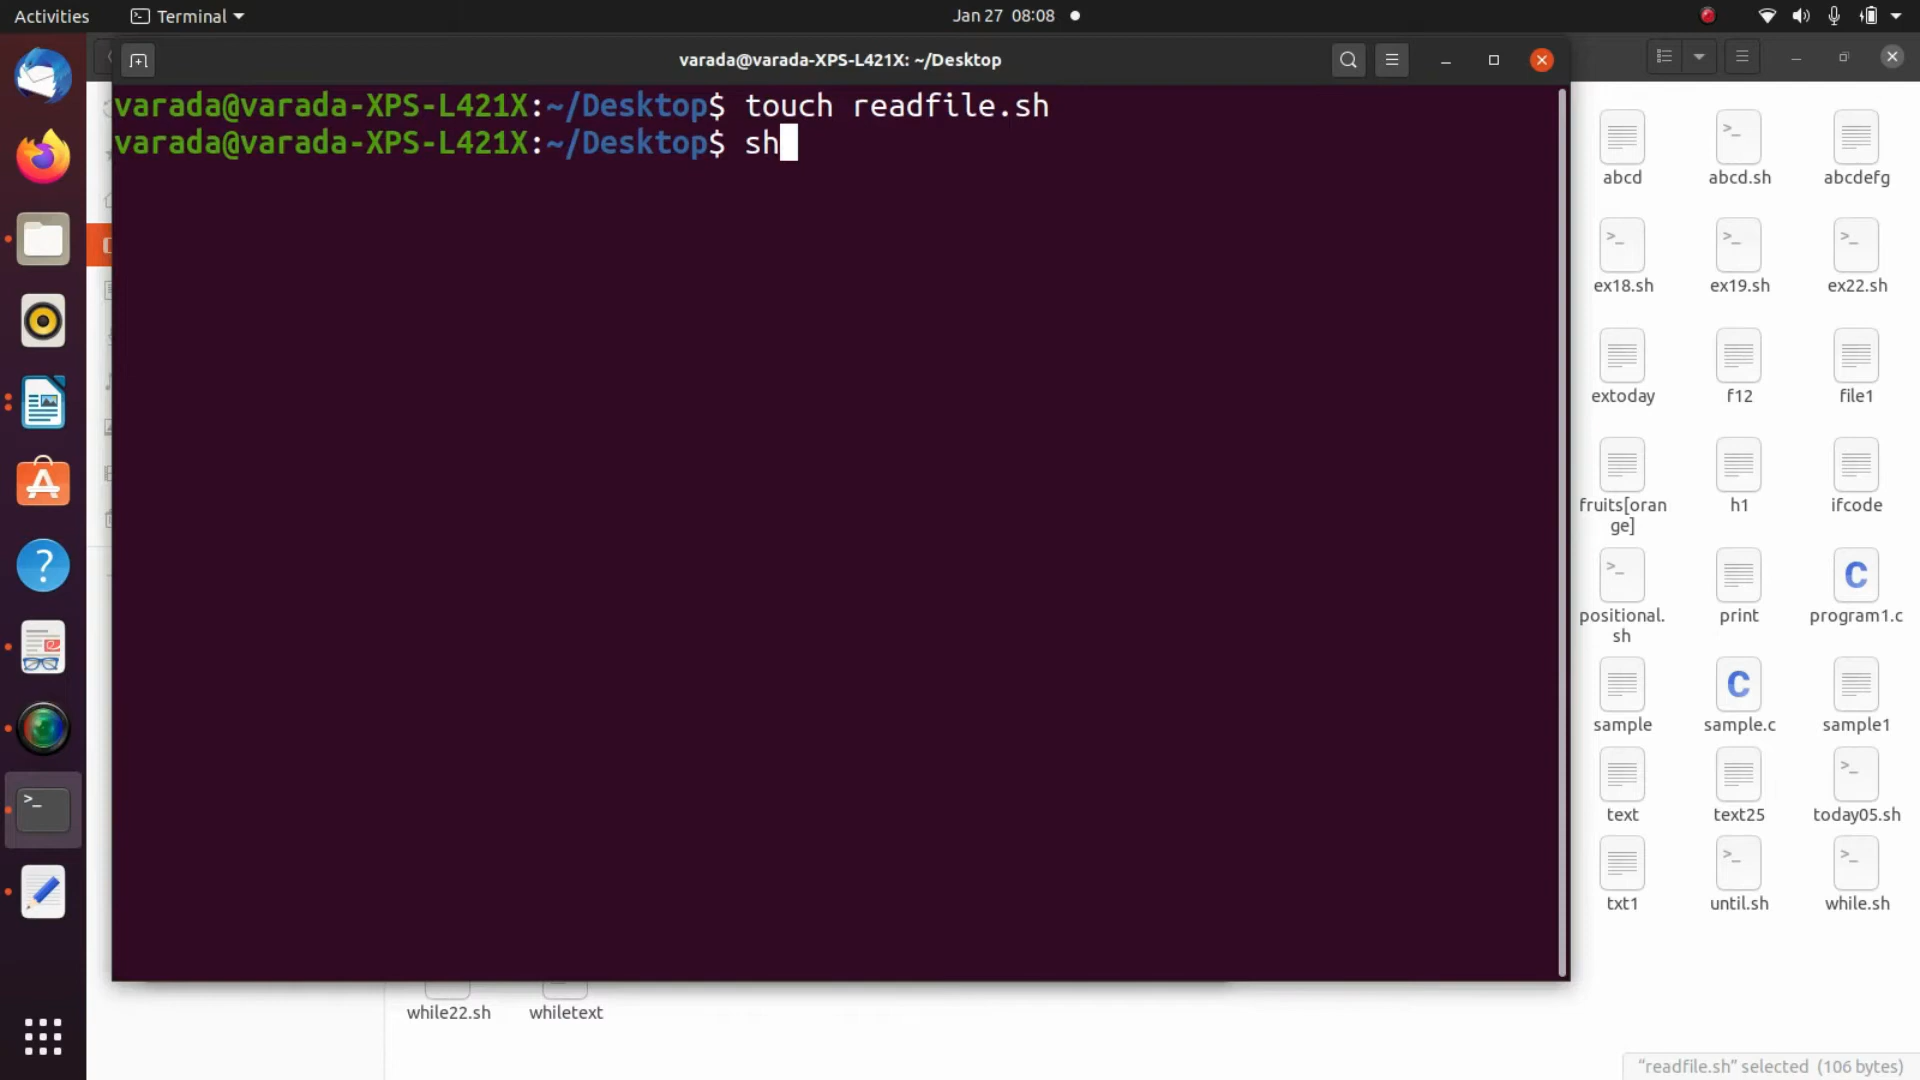 Activities
Terminal
Jan 27 08:08
varada@varada-XPS-L421X: ~/Desktop
varada@varada-XPS-L421X:~/Desktop$ touch readfile.sh
varada@varada-XPS-L421X:~/Desktop$ sh
abcd
abcd.sh
abcdefg
ex18.sh
ex19.sh
ex22.sh
extoday
f12
file1
fruits[oran
ge]
h1
ifcode
positional.
sh
print
program1.c
sample
sample.c
sample1
text
text25
today05.sh
txt1
until.sh
while.sh
while22.sh
whiletext
“readfile.sh” selected (106 bytes)